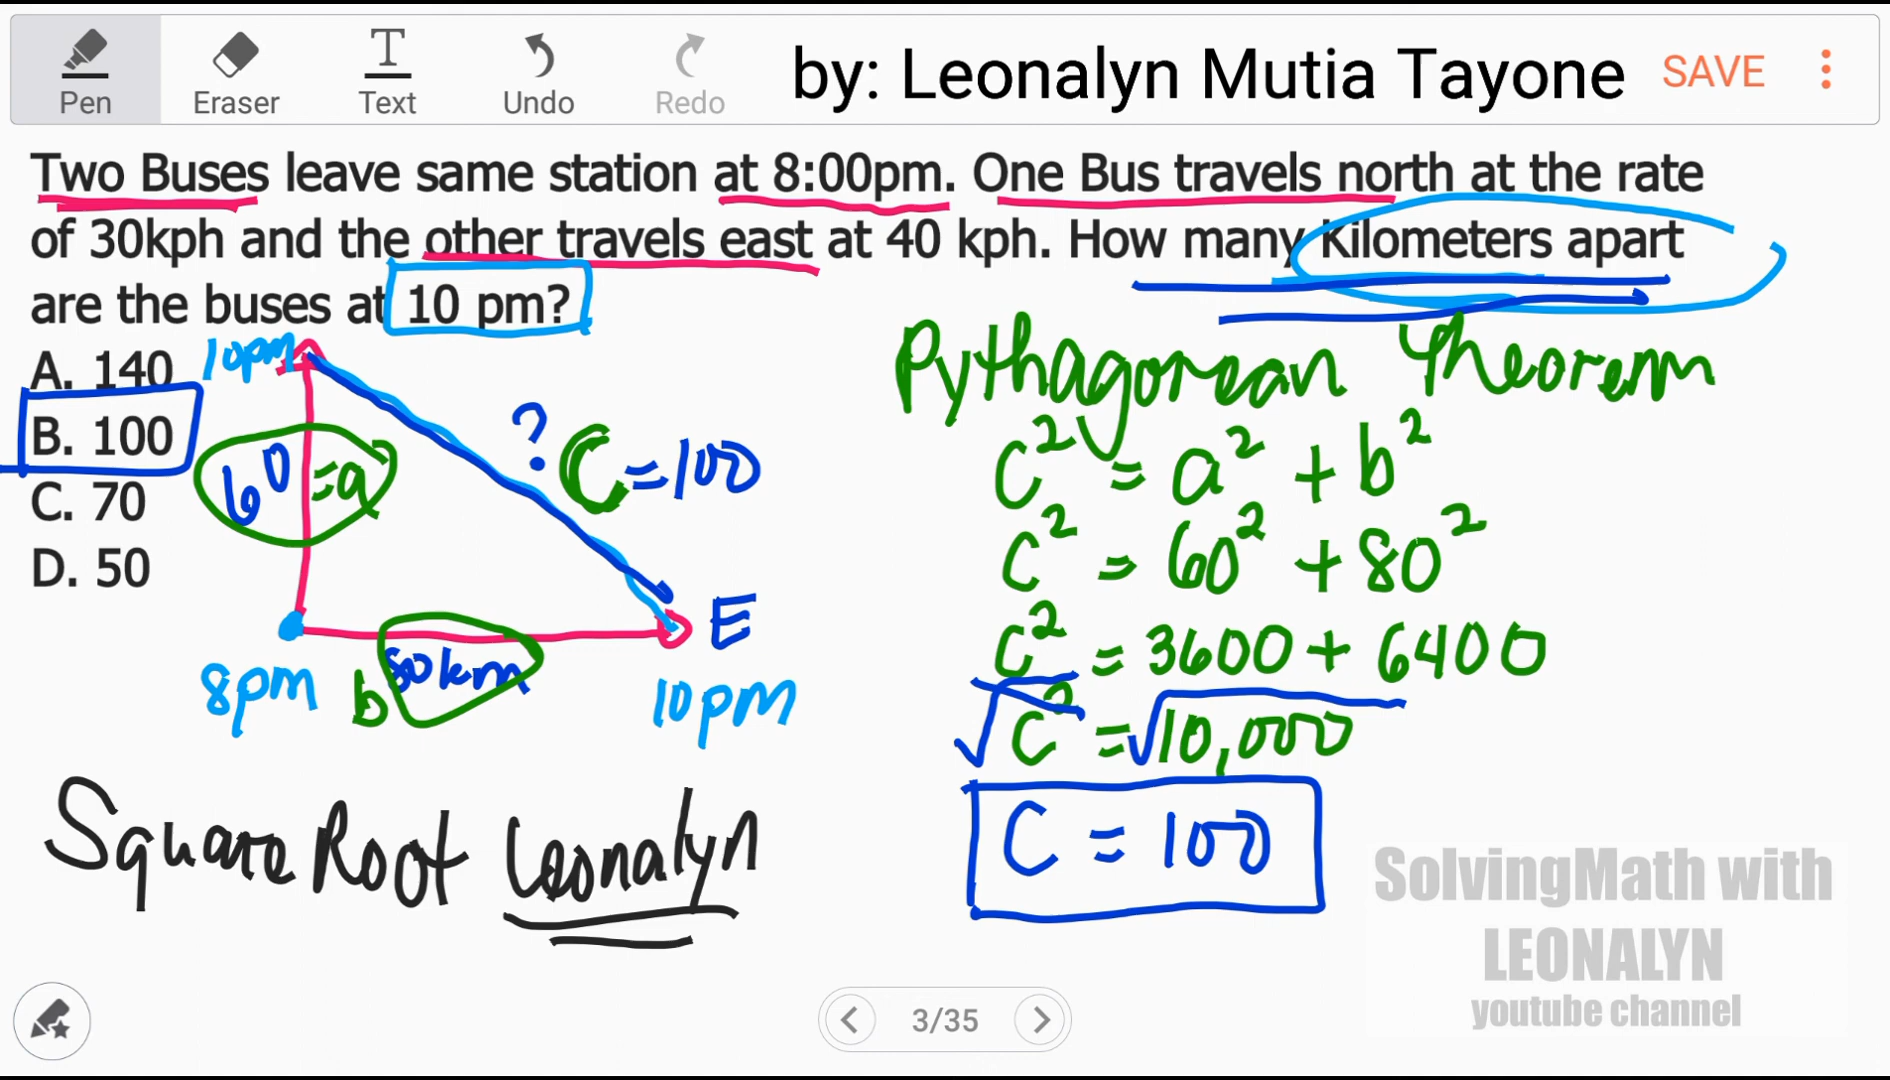 Pen Eraser Text Undo Redo by: Leonalyn Mutia Tayone SAVE
Two Buses leave same station at 8:00pm. One Bus travels north at the rate
of 30kph and the other travels east at 40 kph. How many Kilometers apart
are the buses at 10 pm?
A. 140
B. 100
C. 70
D. 50
10pm
60 = a
? C = 100
E
8pm
b 80km
10pm
Pythagorean Theorem
C² = a² + b²
C² = 60² + 80²
C² = 3600 + 6400
√C² = √10,000
C = 100
Square Root Leonalyn
SolvingMath with
LEONALYN
youtube channel
3/35